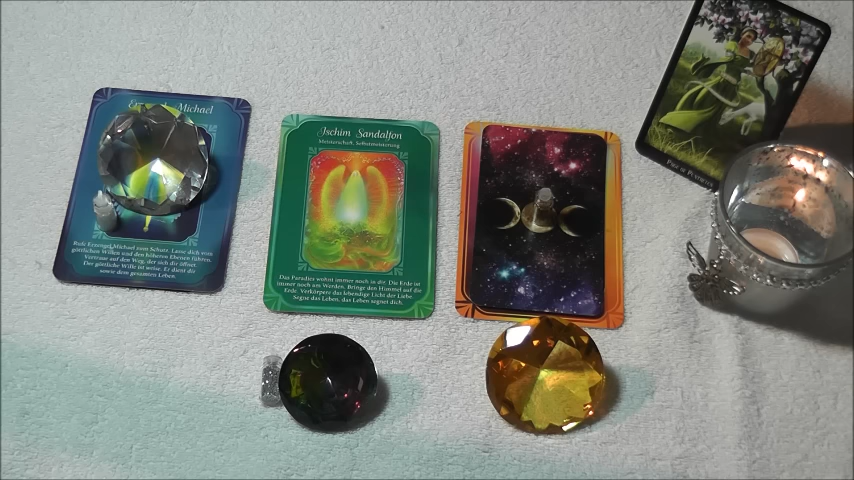 Erzengel Michael
Rufe Erzengel Michael zum Schutz. Lasse dich vom
göttlichen Willen und den höheren Ebenen führen.
Vertraue auf den Weg, der sich dir öffnet.
Der göttliche Wille ist weise. Er dient dir
sowie dem gesamten Leben.
Ischim Sandalfon
Meisterschaft, Selbstmeisterung
Das Paradies wohnt immer noch in dir. Die Erde ist
immer noch am Werden. Bringe den Himmel auf die
Erde. Verkörpere das lebendige Licht der Liebe.
Segne das Leben, das Leben segnet dich.